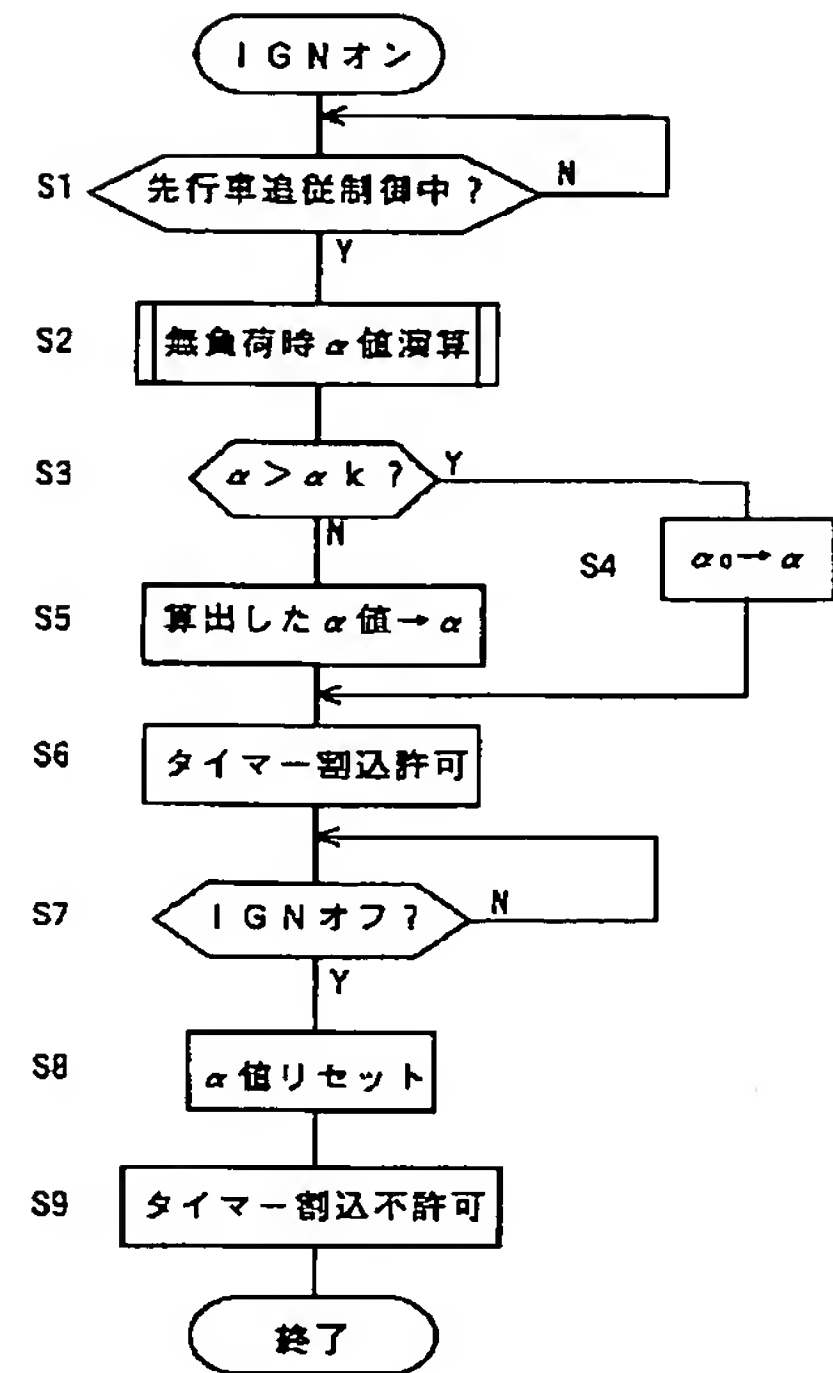 IGNオン
S1 先行車追従制御中?
N
Y
S2 無負荷時α値演算
S3 α>αk?
Y
N
S4 α0→α
S5 算出したα値→α
S6 タイマー割込許可
S7 IGNオフ?
N
Y
S8 α値リセット
S9 タイマー割込不許可
終了